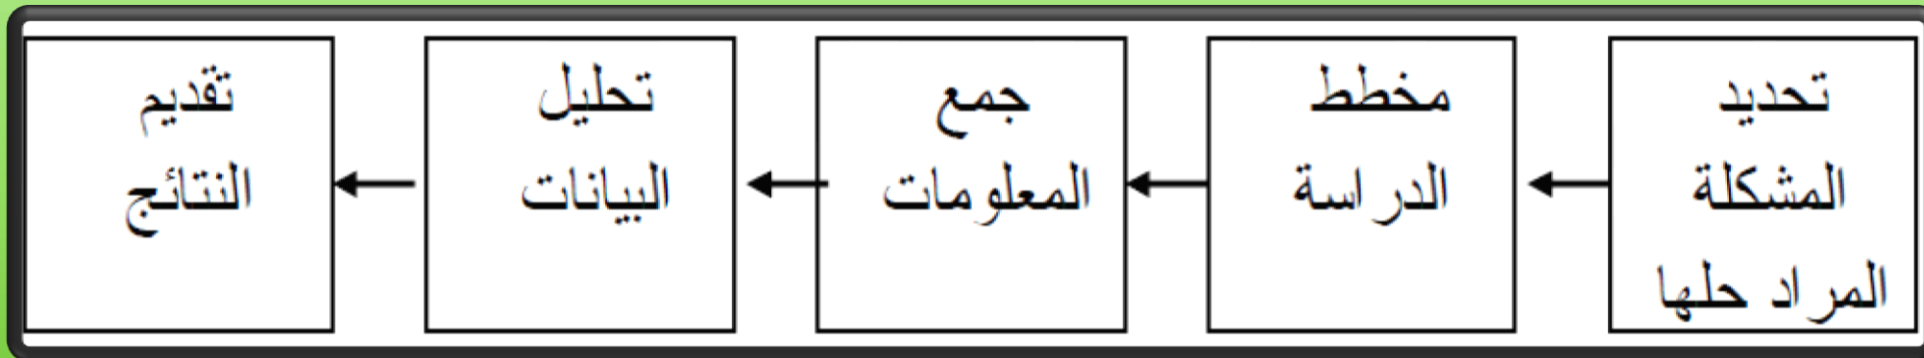 تحديد
المشكلة
المراد حلها
مخطط
الدراسة
جمع
المعلومات
تحليل
البيانات
تقديم
النتائج